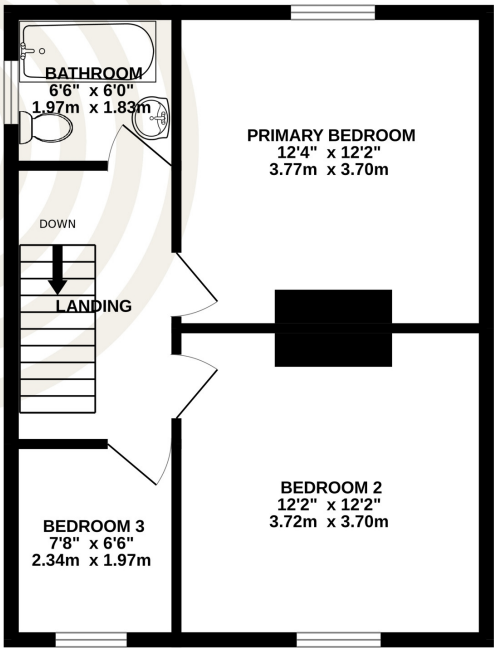 BATHROOM
6'6" x 6'0"
1.97m x 1.83m
PRIMARY BEDROOM
12'4" x 12'2"
3.77m x 3.70m
DOWN
LANDING
BEDROOM 2
12'2" x 12'2"
3.72m x 3.70m
BEDROOM 3
7'8" x 6'6"
2.34m x 1.97m